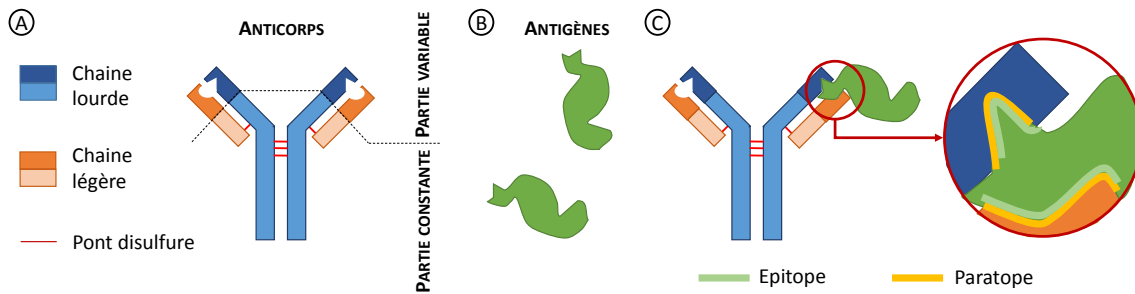 A
ANTICORPS
Chaine
lourde
Chaine
légère
Pont disulfure
PARTIE VARIABLE
PARTIE CONSTANTE
B
ANTIGÈNES
C
Epitope
Paratope